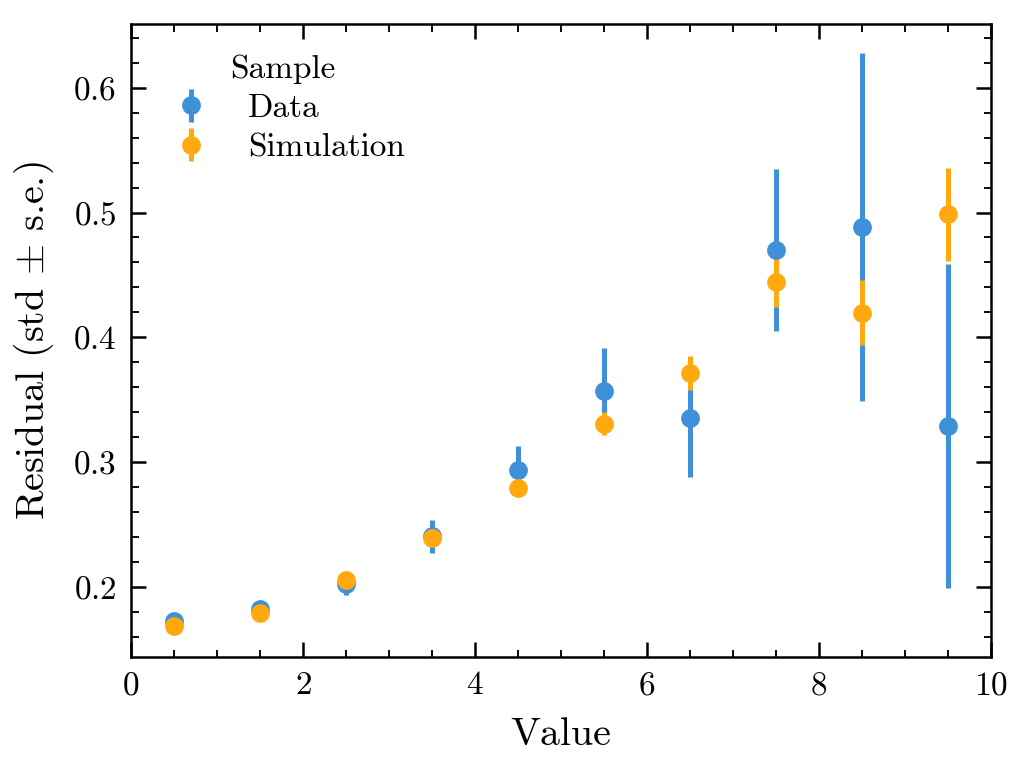 Sample
Data
Simulation
Residual (std ± s.e.)
0.6
0.5
0.4
0.3
0.2
0 2 4 6 8 10
Value